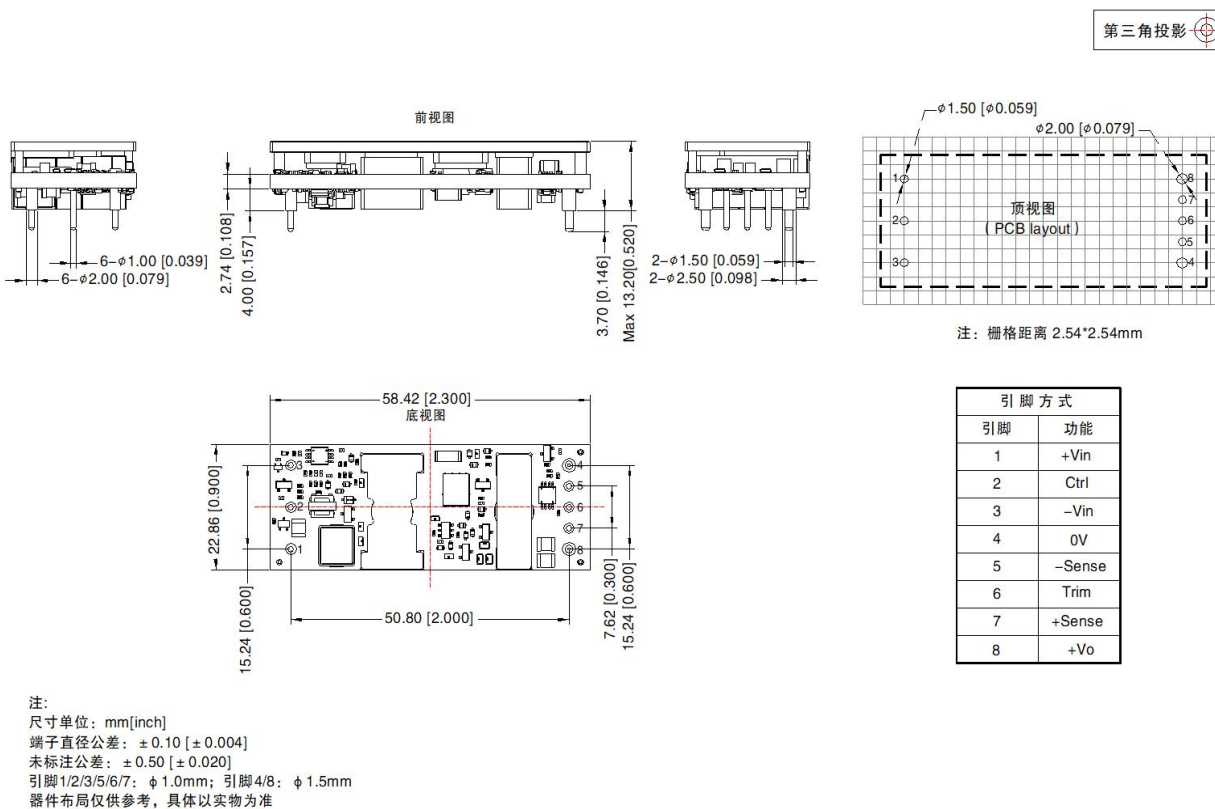 第三角投影
前视图
6-φ1.00 [0.039]
6-φ2.00 [0.079]
2.74 [0.108]
4.00 [0.157]
3.70 [0.146]
Max 13.20[0.520]
2-φ1.50 [0.059]
2-φ2.50 [0.098]
φ1.50 [φ0.059]
φ2.00 [φ0.079]
1
8
7
2
6
5
3
4
顶视图
( PCB layout )
注: 栅格距离 2.54*2.54mm
58.42 [2.300]
底视图
22.86 [0.900]
15.24 [0.600]
3
4
5
2
6
7
1
8
50.80 [2.000]
7.62 [0.300]
15.24 [0.600]
引 脚 方 式
引脚 功能
1 +Vin
2 Ctrl
3 −Vin
4 0V
5 −Sense
6 Trim
7 +Sense
8 +Vo
注:
尺寸单位: mm[inch]
端子直径公差: ±0.10 [±0.004]
未标注公差: ±0.50 [±0.020]
引脚1/2/3/5/6/7: φ1.0mm; 引脚4/8: φ1.5mm
器件布局仅供参考, 具体以实物为准